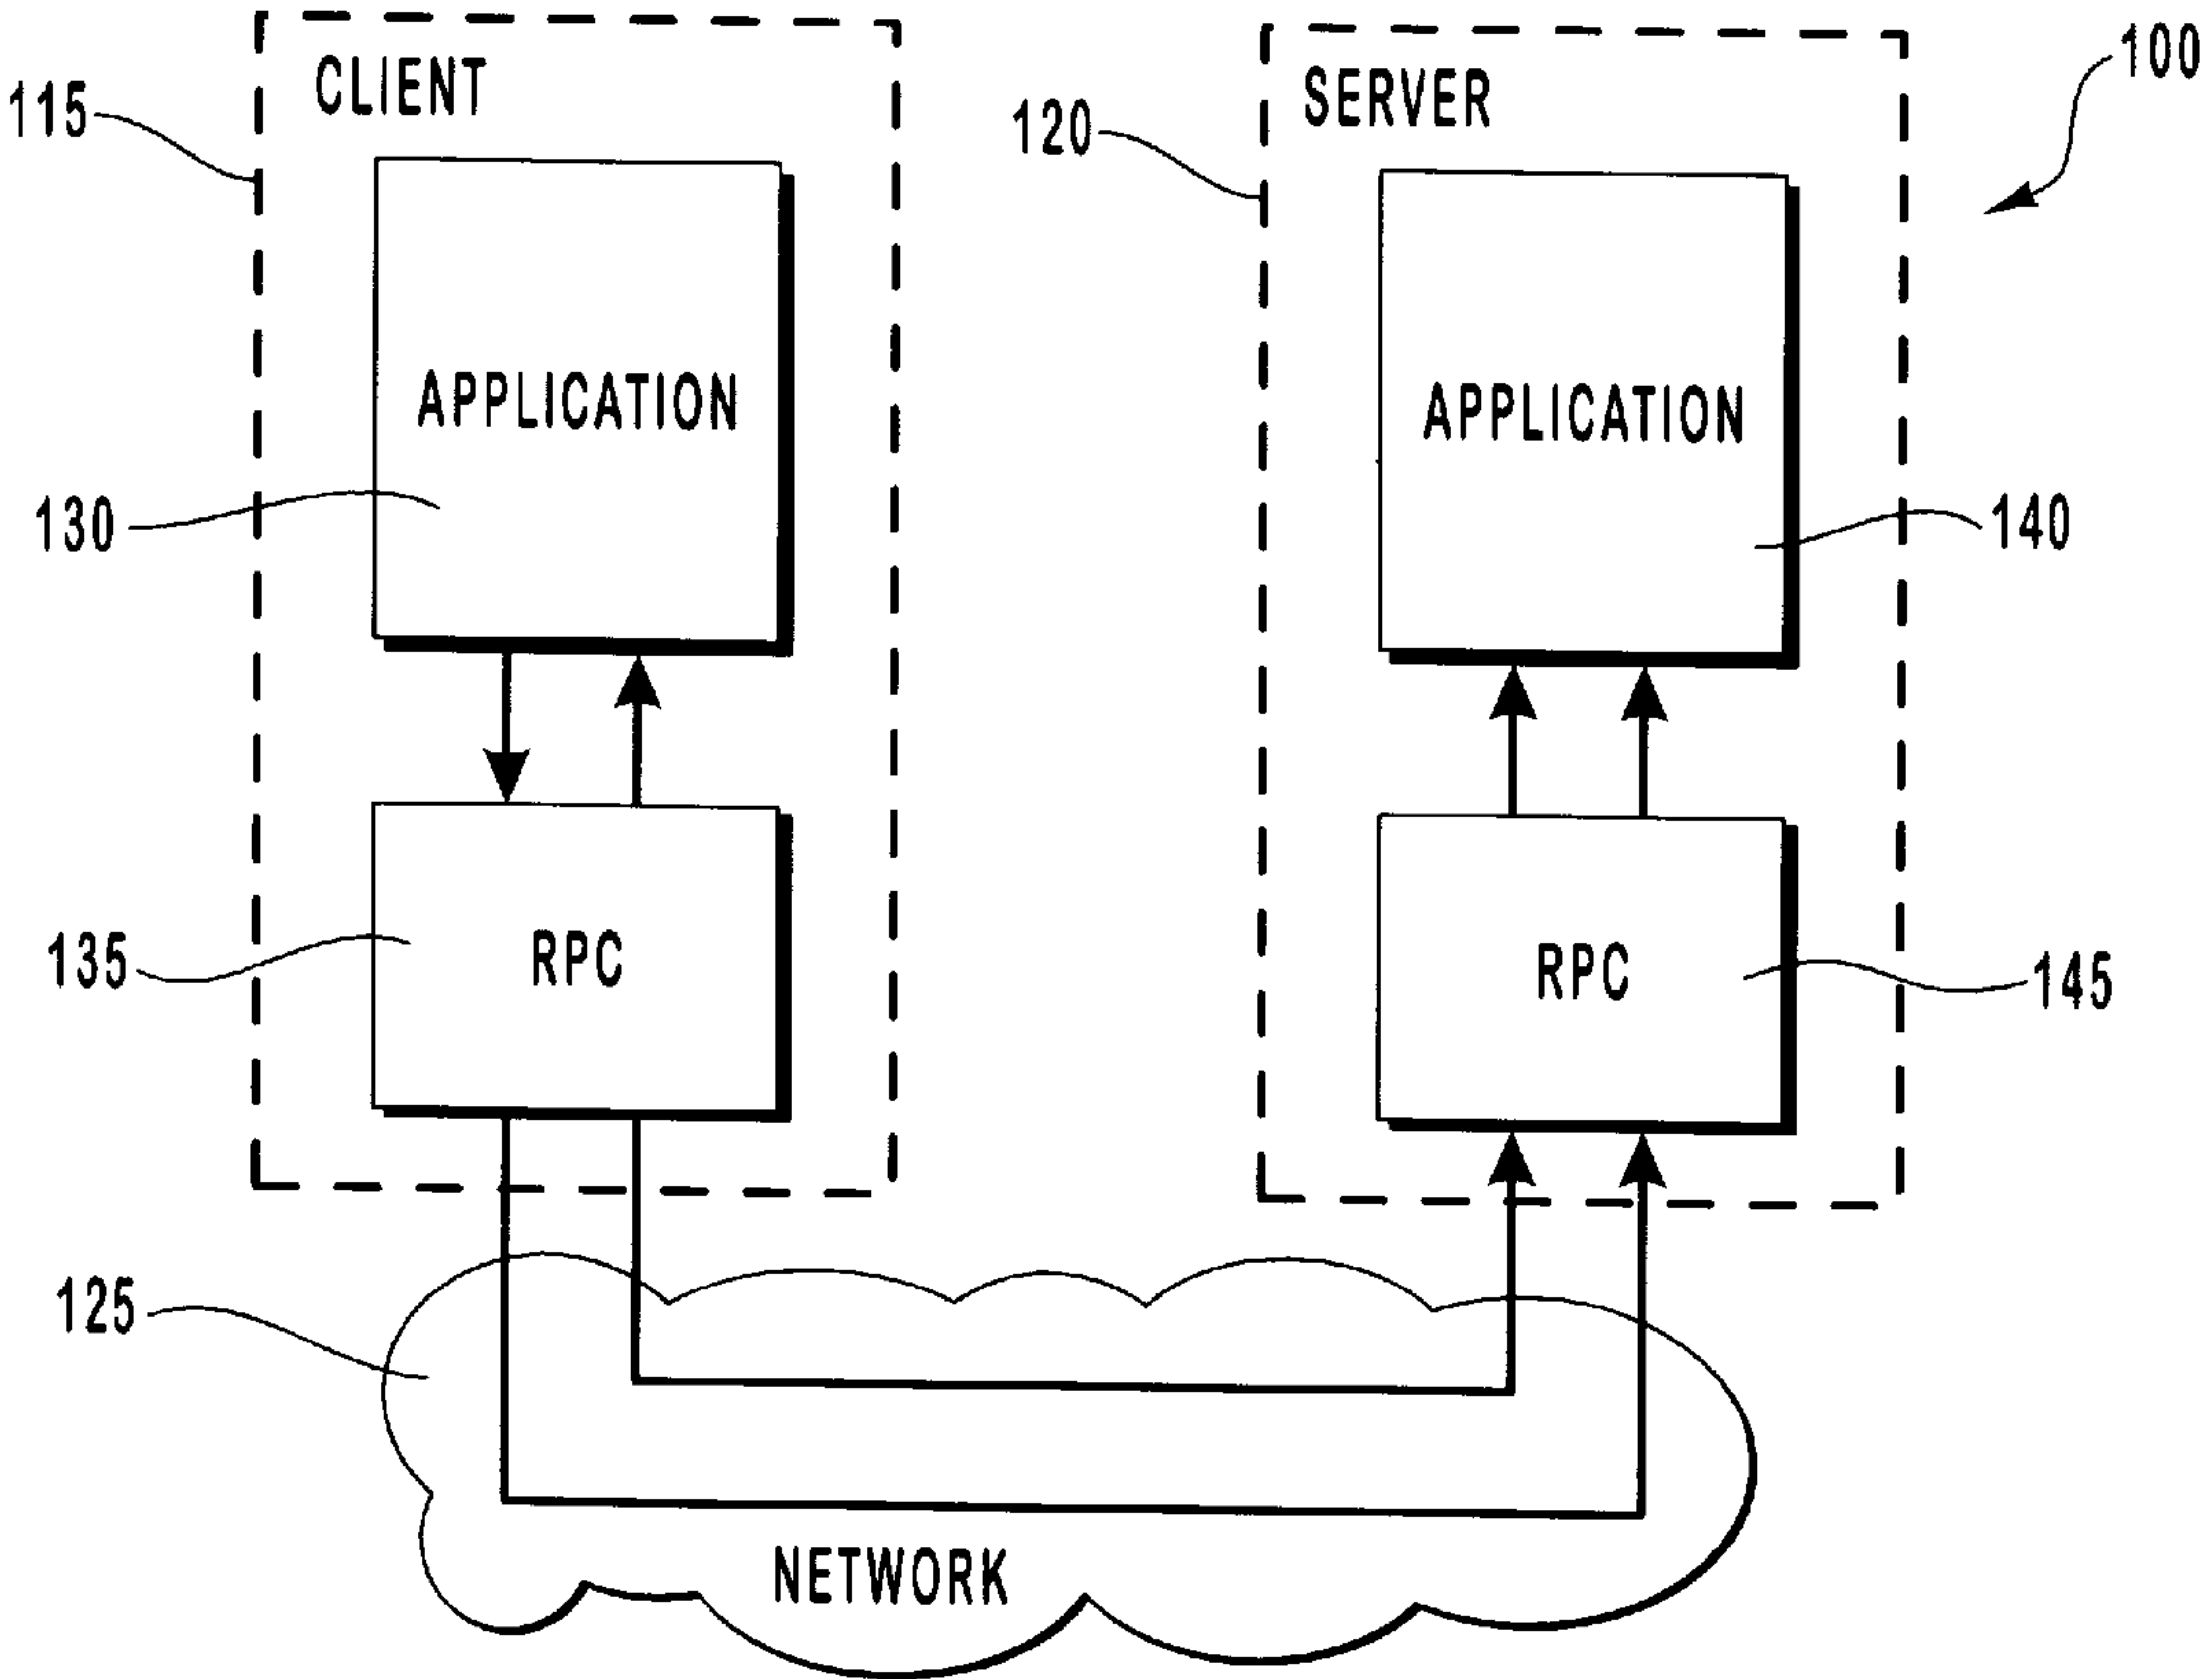 100
CLIENT
SERVER
115
120
APPLICATION
APPLICATION
130
140
RPC
RPC
135
145
125
NETWORK